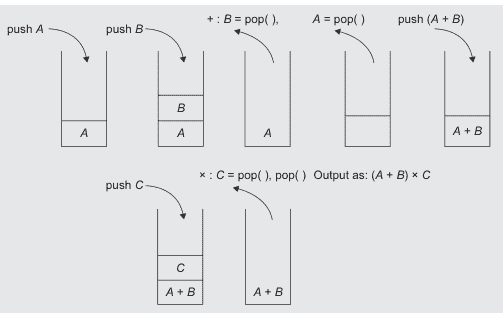 push A
push B
+ : B = pop( ),
A = pop( )
push (A + B)
A
B
A
A
A + B
push C
× : C = pop( ), pop( ) Output as: (A + B) × C
C
A + B
A + B